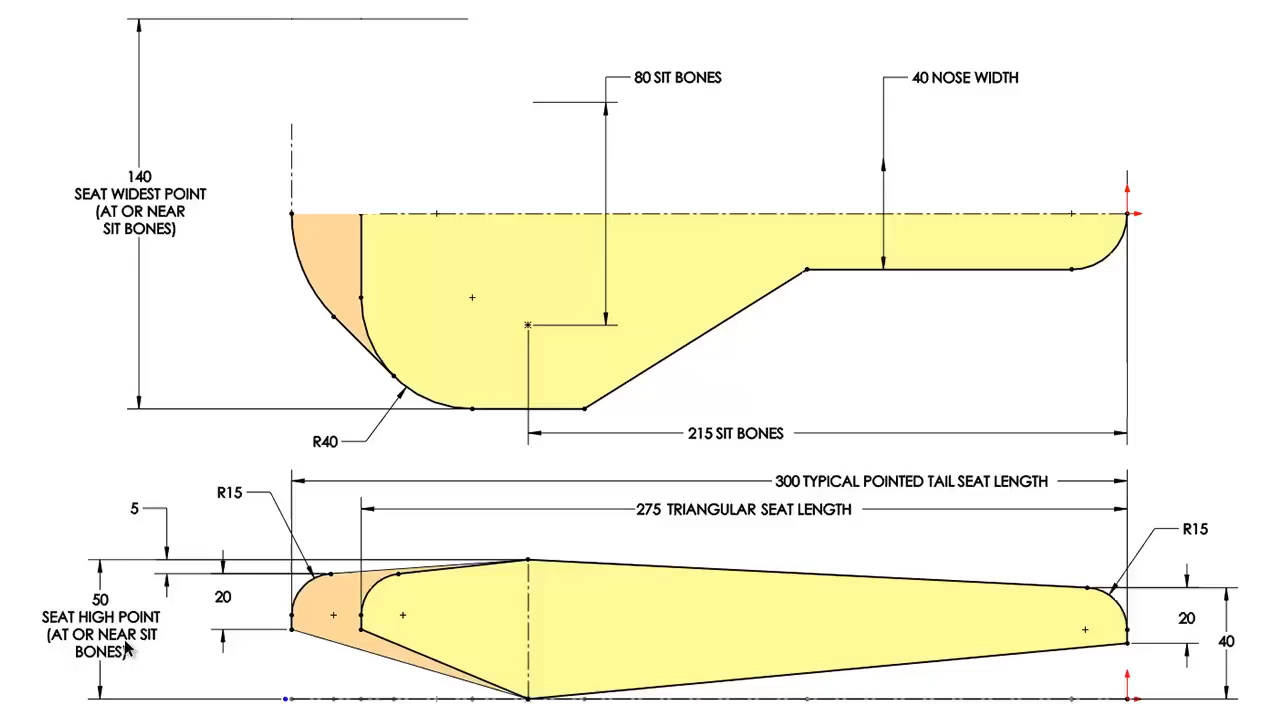 80 SIT BONES
40 NOSE WIDTH
140
SEAT WIDEST POINT
(AT OR NEAR
SIT BONES)
215 SIT BONES
R40
300 TYPICAL POINTED TAIL SEAT LENGTH
R15
5
275 TRIANGULAR SEAT LENGTH
R15
20
50
SEAT HIGH POINT
(AT OR NEAR SIT
BONES)
20
40